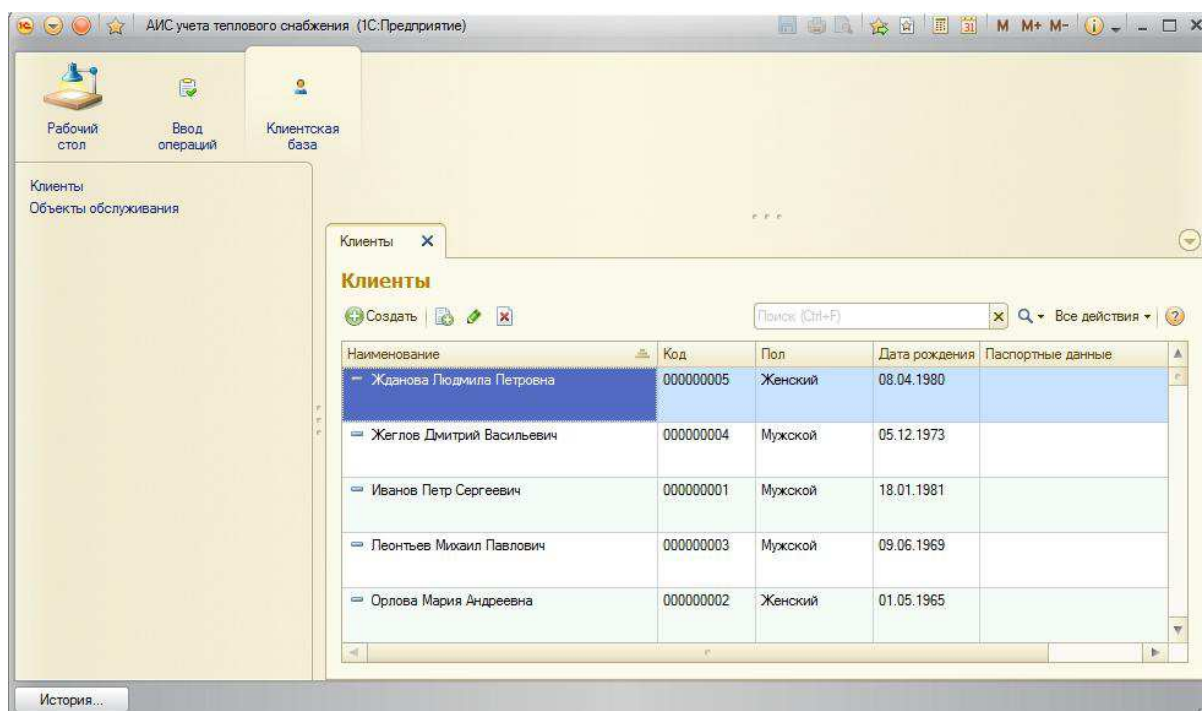 АИС учета теплового снабжения (1С:Предприятие)
31 M M+ M-
Рабочий стол
Ввод операций
Клиентская база
Клиенты
Объекты обслуживания
Клиенты
Клиенты
Создать
Поиск (Ctrl+F)
Все действия
Наименование Код Пол Дата рождения Паспортные данные
Жданова Людмила Петровна 000000005 Женский 08.04.1980
Жеглов Дмитрий Васильевич 000000004 Мужской 05.12.1973
Иванов Петр Сергеевич 000000001 Мужской 18.01.1981
Леонтьев Михаил Павлович 000000003 Мужской 09.06.1969
Орлова Мария Андреевна 000000002 Женский 01.05.1965
История...